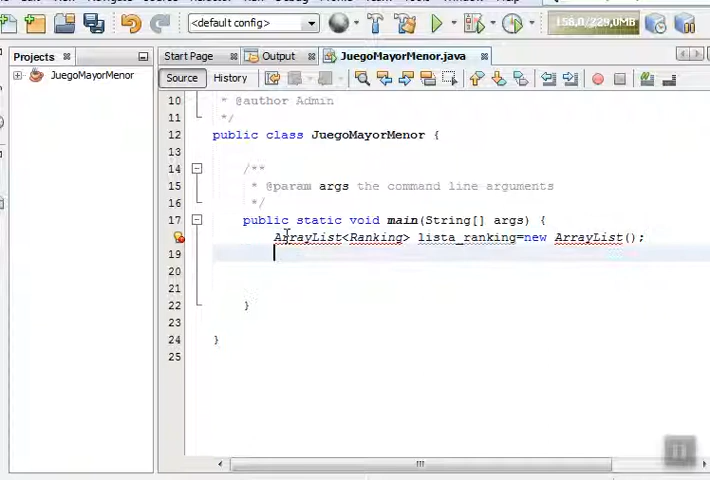 <default config>
156,0/229,0MB
Projects
Start Page
Output
JuegoMayorMenor.java
JuegoMayorMenor
Source
History
10 * @author Admin
11 */
12 public class JuegoMayorMenor {
13
14 /**
15 * @param args the command line arguments
16 */
17 public static void main(String[] args) {
ArrayList<Ranking> lista_ranking=new ArrayList();
19
20
21
22 }
23
24 }
25